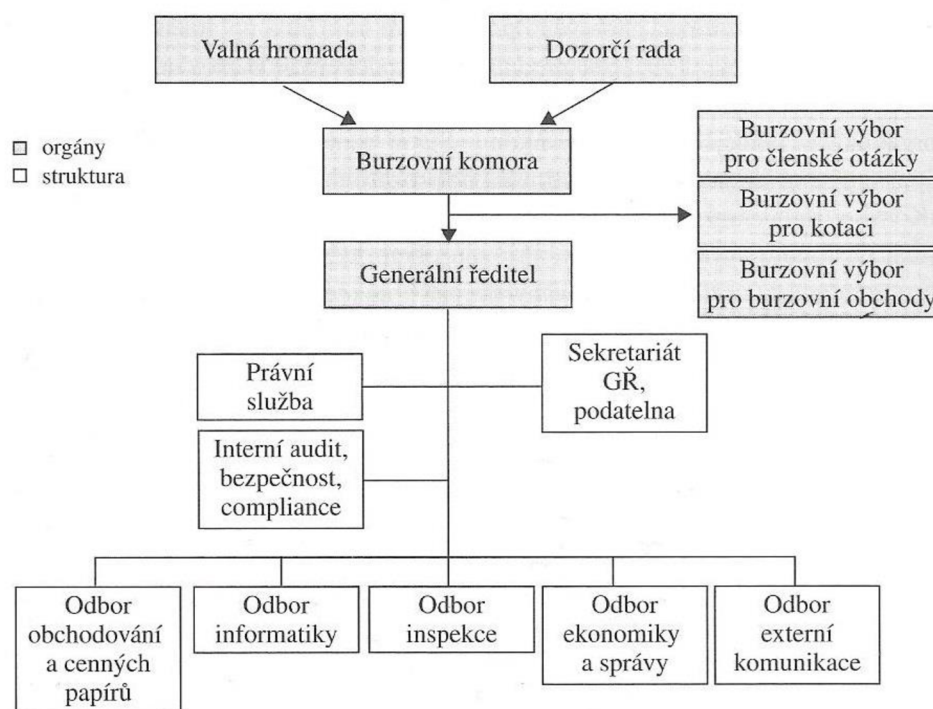 Valná hromada
Dozorčí rada
orgány
struktura
Burzovní komora
Burzovní výbor
pro členské otázky
Burzovní výbor
pro kotaci
Burzovní výbor
pro burzovní obchody
Generální ředitel
Právní
služba
Sekretariát
GŘ,
podatelna
Interní audit,
bezpečnost,
compliance
Odbor
obchodování
a cenných
papírů
Odbor
informatiky
Odbor
inspekce
Odbor
ekonomiky
a správy
Odbor
externí
komunikace